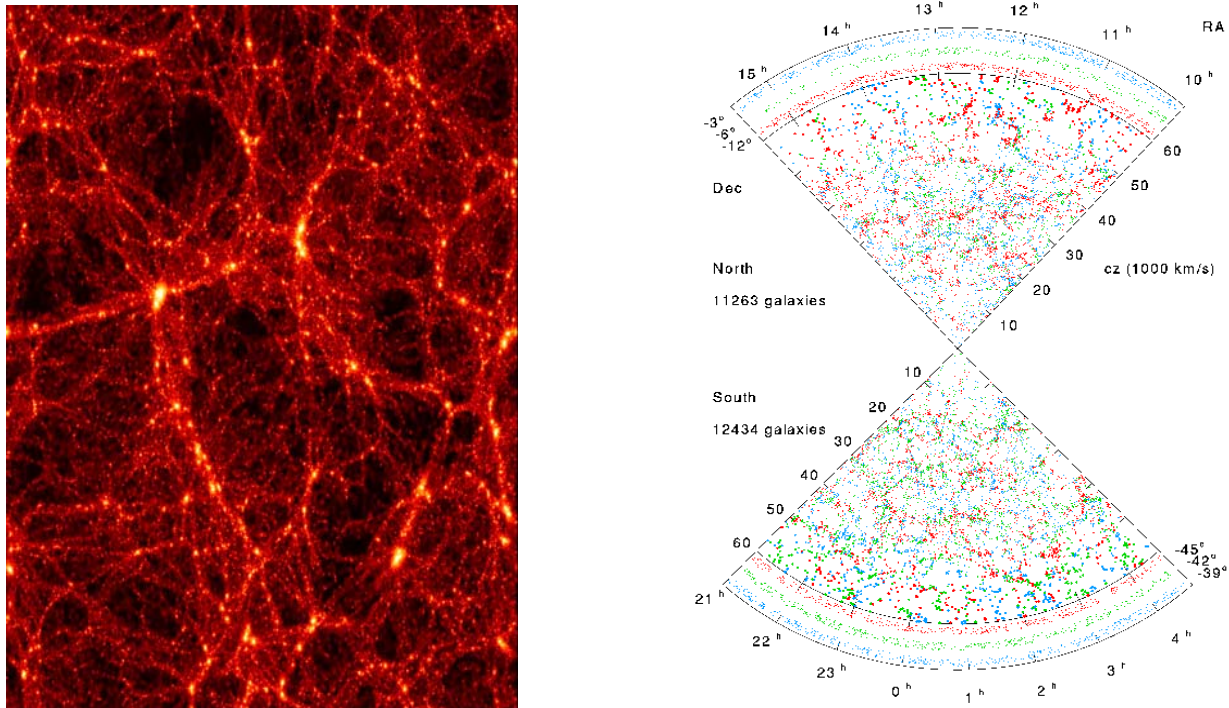 13 h
12 h
RA
14 h
11 h
15 h
10 h
-3°
-6°
-12°
60
Dec
50
40
North
30
cz (1000 km/s)
11263 galaxies
20
10
10
South
20
12434 galaxies
30
40
50
60
-45°
-42°
-39°
21 h
22 h
4 h
23 h
3 h
0 h
1 h
2 h